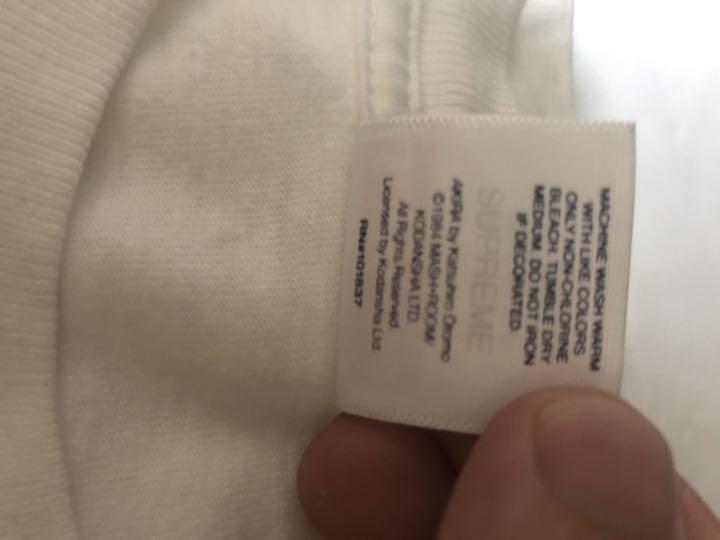 MACHINE WASH WARM
WITH LIKE COLORS
ONLY NON-CHLORINE
BLEACH. TUMBLE DRY
MEDIUM. DO NOT IRON
IF DECORATED.
SUPREME
AKIRA by Katsuhiro Otomo
©1984 MASH•ROOM/
KODANSHA LTD.
All Rights Reserved.
Licensed by Kodansha Ltd.
RN#101837